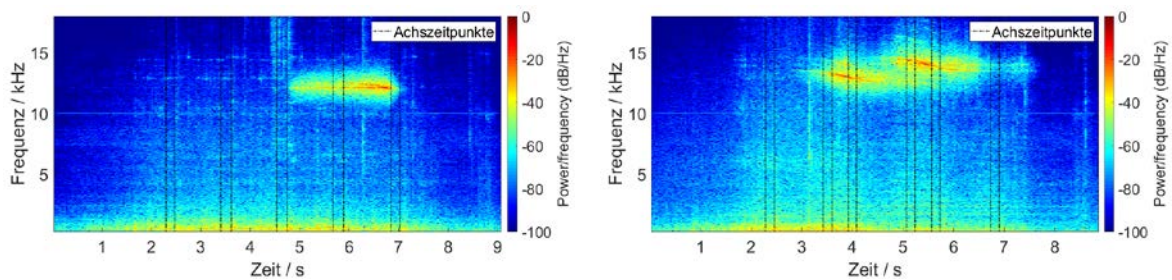 Achszeitpunkte
15
10
5
Frequenz / kHz
1 2 3 4 5 6 7 8 9
Zeit / s
0
-20
-40
-60
-80
-100
Power/frequency (dB/Hz)
Achszeitpunkte
15
10
5
Frequenz / kHz
1 2 3 4 5 6 7 8
Zeit / s
0
-20
-40
-60
-80
-100
Power/frequency (dB/Hz)